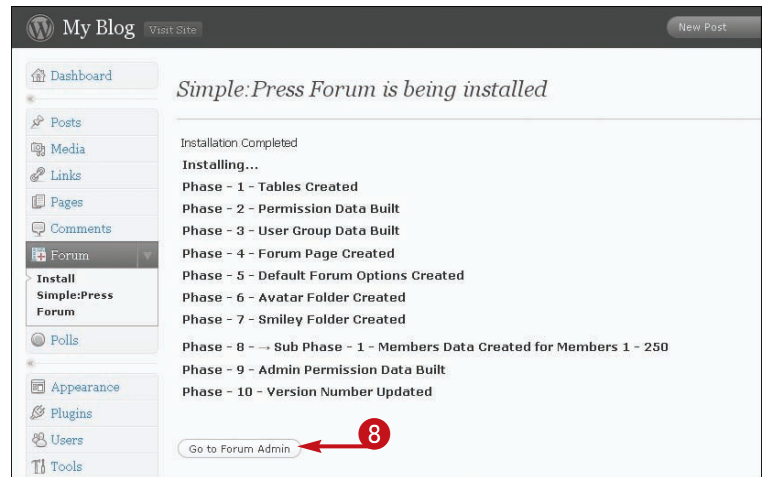 My Blog Visit Site
New Post
Dashboard
Posts
Media
Links
Pages
Comments
Forum
Install
Simple:Press
Forum
Polls
Appearance
Plugins
Users
Tools
Simple:Press Forum is being installed
Installation Completed
Installing...
Phase - 1 - Tables Created
Phase - 2 - Permission Data Built
Phase - 3 - User Group Data Built
Phase - 4 - Forum Page Created
Phase - 5 - Default Forum Options Created
Phase - 6 - Avatar Folder Created
Phase - 7 - Smiley Folder Created
Phase - 8 - → Sub Phase - 1 - Members Data Created for Members 1 - 250
Phase - 9 - Admin Permission Data Built
Phase - 10 - Version Number Updated
Go to Forum Admin
8